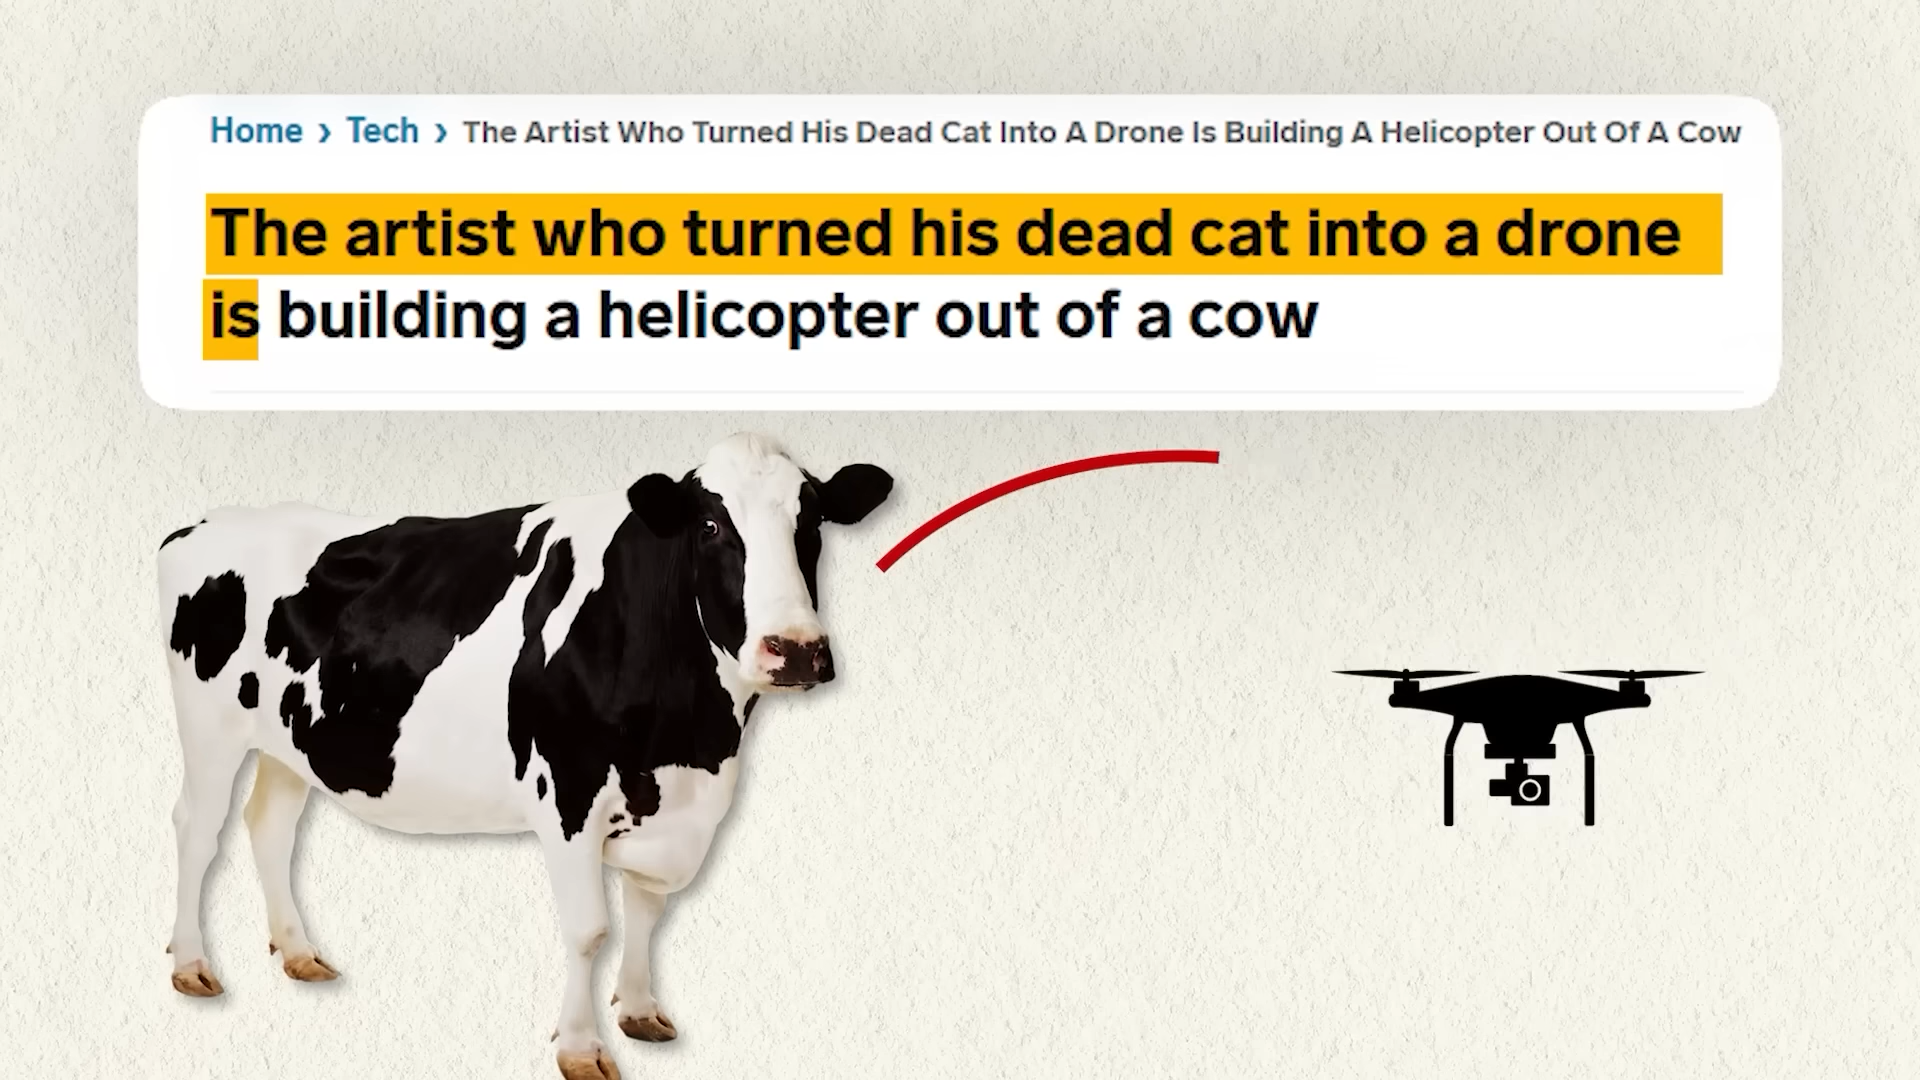 Home › Tech › The Artist Who Turned His Dead Cat Into A Drone Is Building A Helicopter Out Of A Cow
The artist who turned his dead cat into a drone
is building a helicopter out of a cow